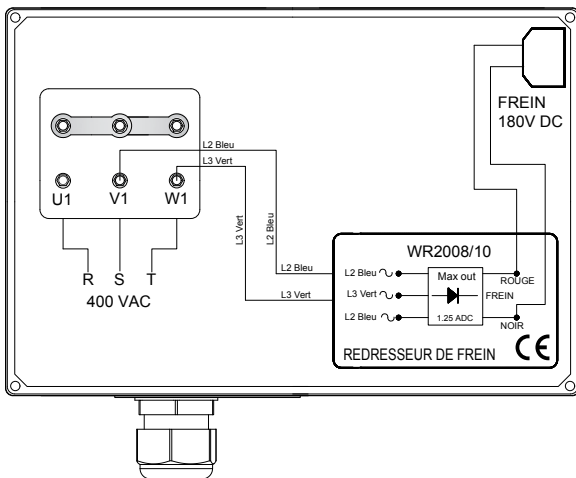 FREIN
180V DC
L2 Bleu
L3 Vert
U1 V1 W1
L3 Vert
L2 Bleu
R S T
400 VAC
WR2008/10
L2 Bleu
L3 Vert
L2 Bleu
L3 Vert
L2 Bleu
Max out
1.25 ADC
ROUGE
FREIN
NOIR
REDRESSEUR DE FREIN CE